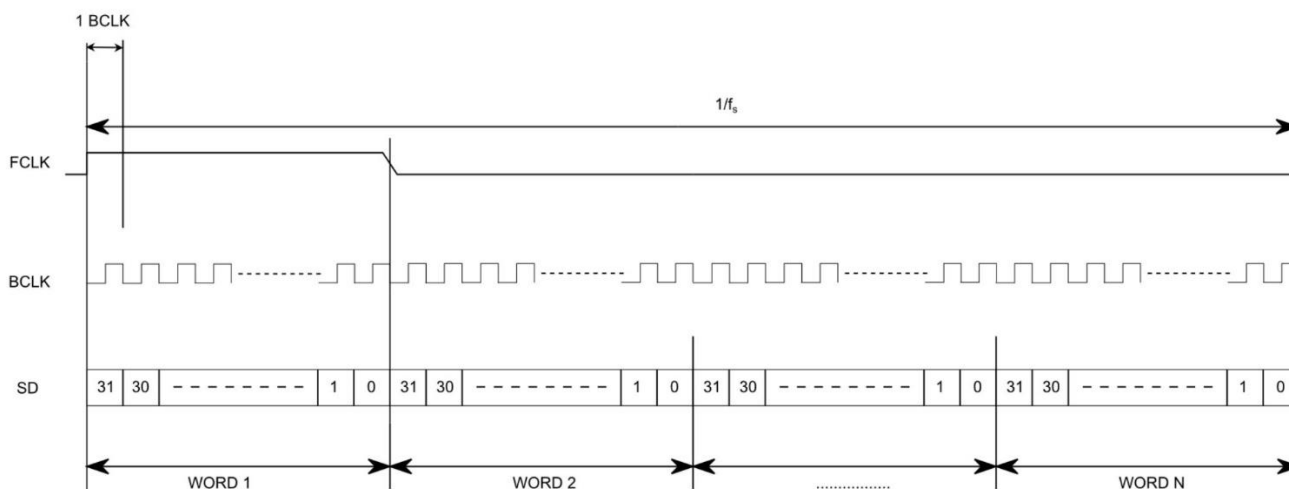 1 BCLK
1/fs
FCLK
BCLK
SD
31 30 1 0 31 30 1 0 31 30 1 0 31 30 1 0
WORD 1 WORD 2 ................. WORD N